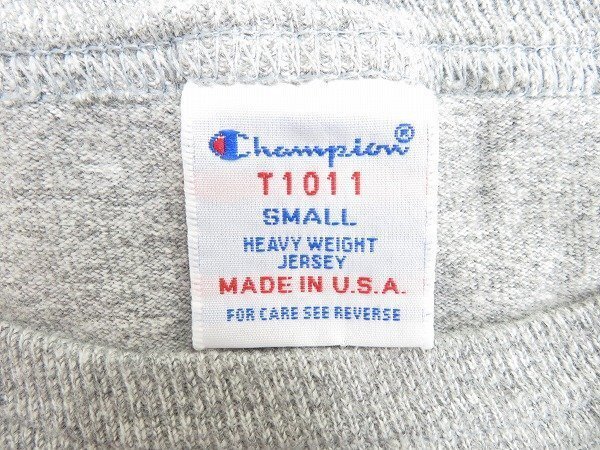 Champion®
T1011
SMALL
HEAVY WEIGHT
JERSEY
MADE IN U.S.A.
FOR CARE SEE REVERSE